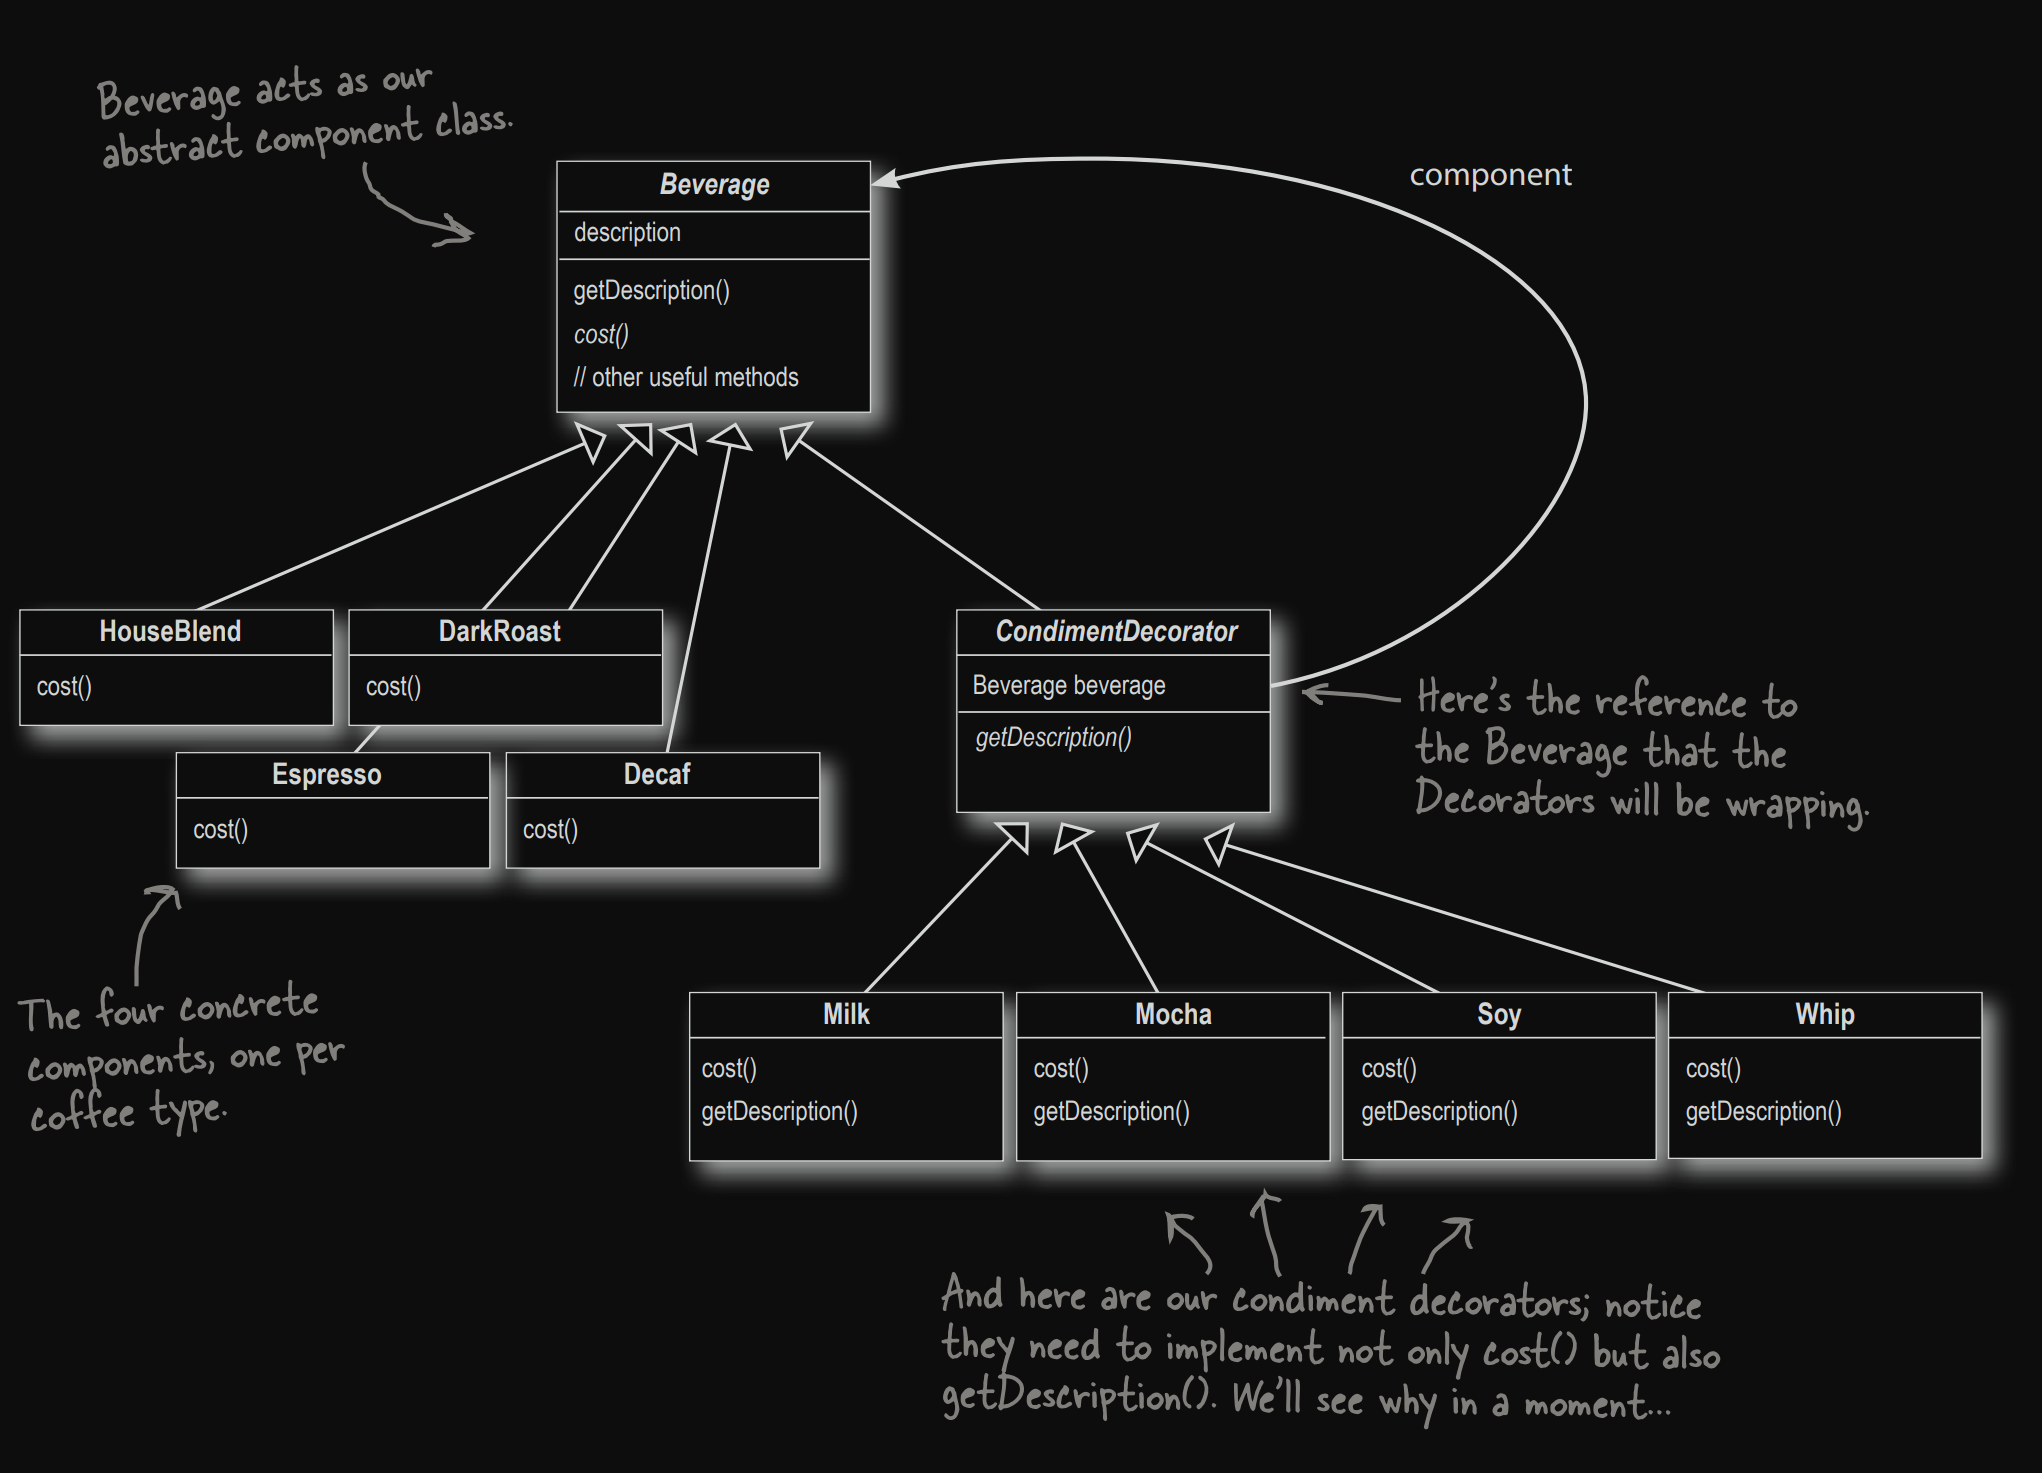 Beverage acts as our
abstract component class.
component
Beverage
description
getDescription()
cost()
// other useful methods
HouseBlend
cost()
DarkRoast
cost()
CondimentDecorator
Beverage beverage
getDescription()
Here's the reference to
the Beverage that the
Decorators will be wrapping.
Espresso
cost()
Decaf
cost()
The four concrete
components, one per
coffee type.
Milk
cost()
getDescription()
Mocha
cost()
getDescription()
Soy
cost()
getDescription()
Whip
cost()
getDescription()
And here are our condiment decorators; notice
they need to implement not only cost() but also
getDescription(). We'll see why in a moment...